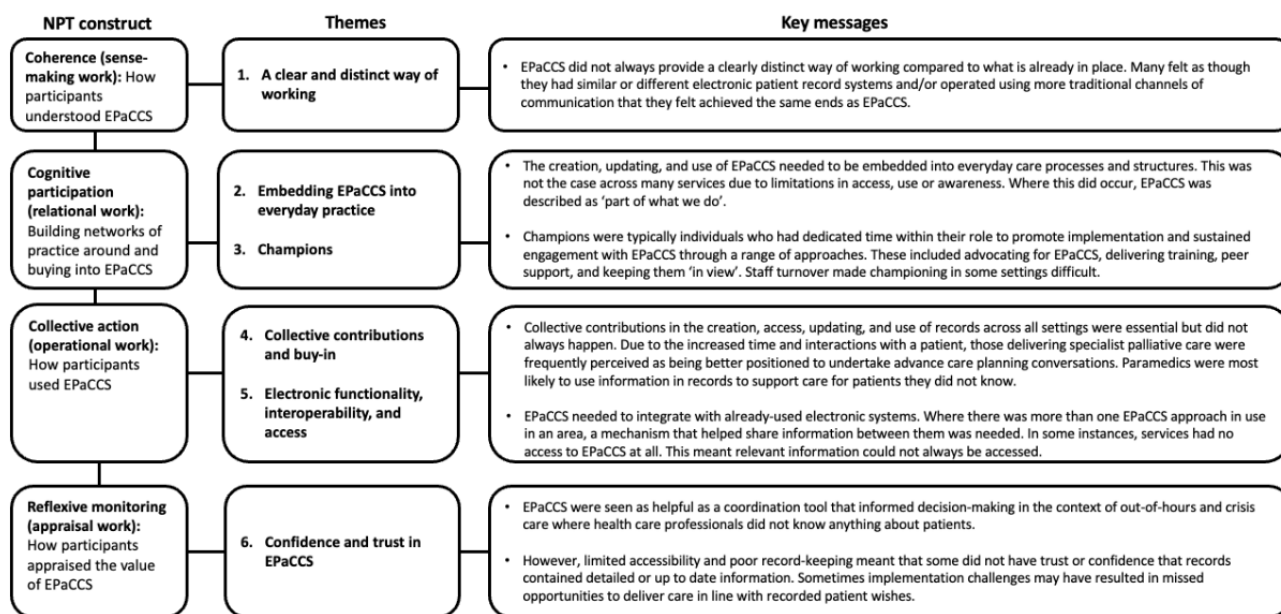 NPT construct
Themes
Key messages
Coherence (sense-
making work): How
participants
understood EPaCCS
1. A clear and distinct way of
working
• EPaCCS did not always provide a clearly distinct way of working compared to what is already in place. Many felt as though
they had similar or different electronic patient record systems and/or operated using more traditional channels of
communication that they felt achieved the same ends as EPaCCS.
Cognitive
participation
(relational work):
Building networks of
practice around and
buying into EPaCCS
2. Embedding EPaCCS into
everyday practice
3. Champions
• The creation, updating, and use of EPaCCS needed to be embedded into everyday care processes and structures. This was
not the case across many services due to limitations in access, use or awareness. Where this did occur, EPaCCS was
described as ‘part of what we do’.
• Champions were typically individuals who had dedicated time within their role to promote implementation and sustained
engagement with EPaCCS through a range of approaches. These included advocating for EPaCCS, delivering training, peer
support, and keeping them ‘in view’. Staff turnover made championing in some settings difficult.
Collective action
(operational work):
How participants
used EPaCCS
4. Collective contributions
and buy-in
5. Electronic functionality,
interoperability, and
access
• Collective contributions in the creation, access, updating, and use of records across all settings were essential but did not
always happen. Due to the increased time and interactions with a patient, those delivering specialist palliative care were
frequently perceived as being better positioned to undertake advance care planning conversations. Paramedics were most
likely to use information in records to support care for patients they did not know.
• EPaCCS needed to integrate with already-used electronic systems. Where there was more than one EPaCCS approach in use
in an area, a mechanism that helped share information between them was needed. In some instances, services had no
access to EPaCCS at all. This meant relevant information could not always be accessed.
Reflexive monitoring
(appraisal work):
How participants
appraised the value
of EPaCCS
6. Confidence and trust in
EPaCCS
• EPaCCS were seen as helpful as a coordination tool that informed decision-making in the context of out-of-hours and crisis
care where health care professionals did not know anything about patients.
• However, limited accessibility and poor record-keeping meant that some did not have trust or confidence that records
contained detailed or up to date information. Sometimes implementation challenges may have resulted in missed
opportunities to deliver care in line with recorded patient wishes.